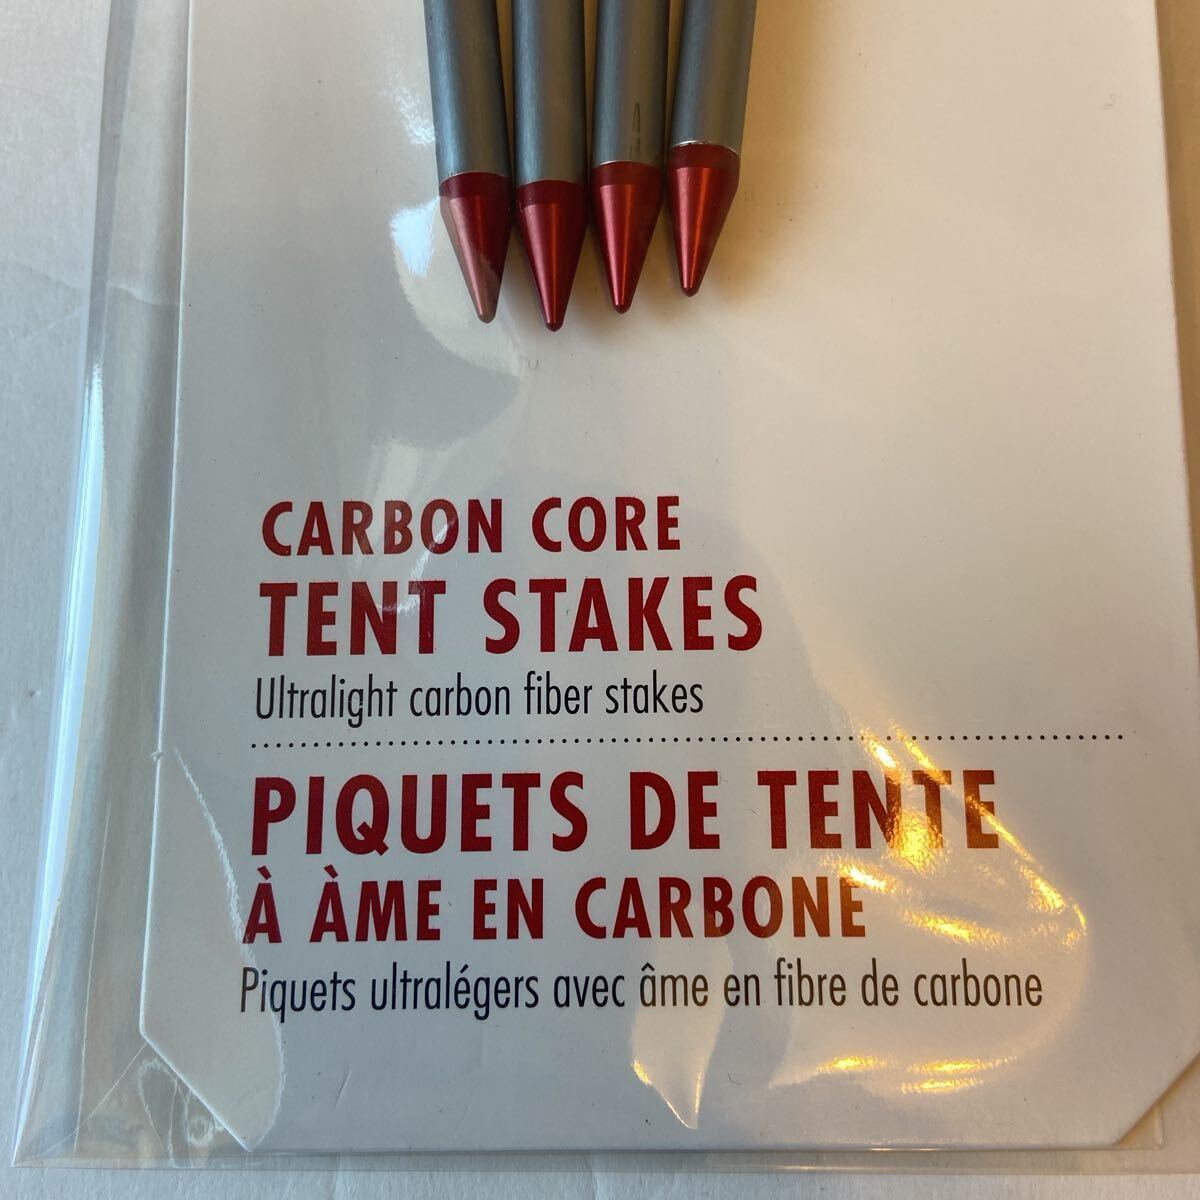 CARBON CORE
TENT STAKES
Ultralight carbon fiber stakes
PIQUETS DE TENTE
À ÀME EN CARBONE
Piquets ultralégers avec âme en fibre de carbone